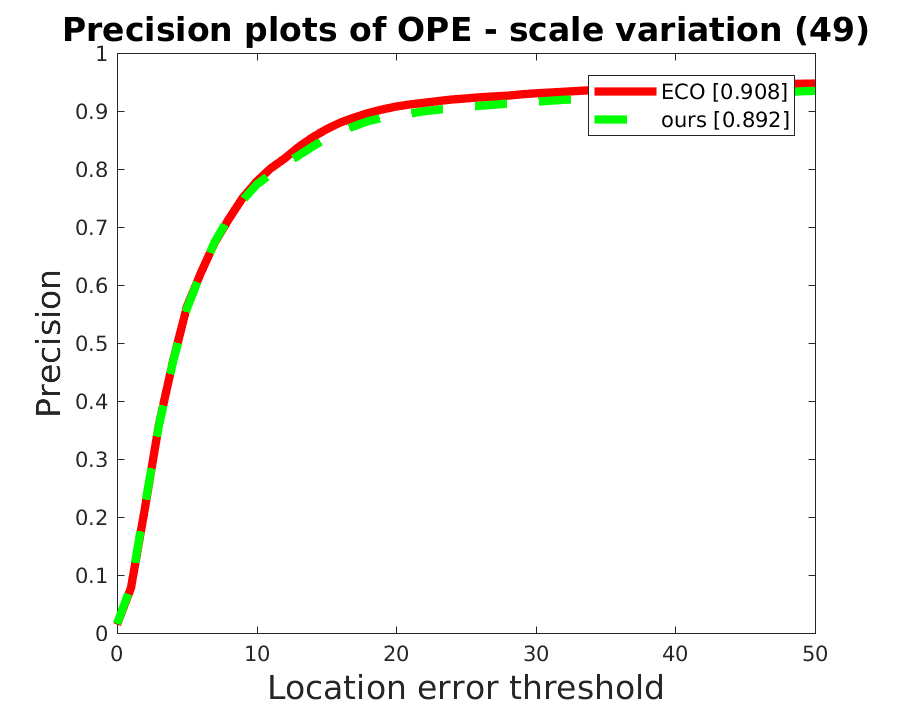 Precision plots of OPE - scale variation (49)
1
0.9
0.8
0.7
0.6
0.5
0.4
0.3
0.2
0.1
0
Precision
ECO [0.908]
ours [0.892]
0 10 20 30 40 50
Location error threshold